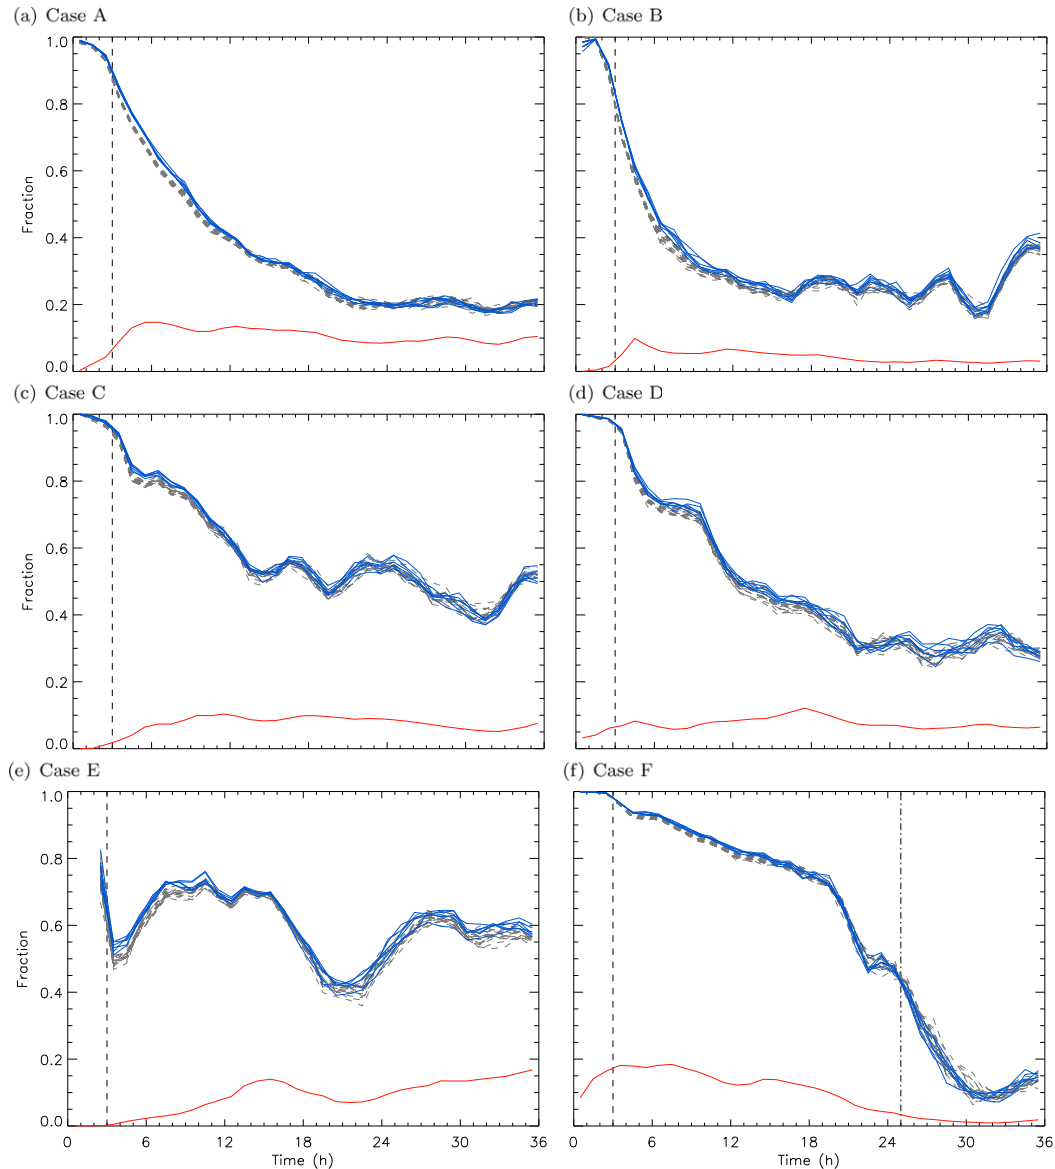 (a) Case A
(b) Case B
1.0
0.8
0.6
0.4
0.2
0.0
Fraction
(c) Case C
(d) Case D
1.0
0.8
0.6
0.4
0.2
0.0
Fraction
(e) Case E
(f) Case F
1.0
0.8
0.6
0.4
0.2
0.0
Fraction
0 6 12 18 24 30 36
0 6 12 18 24 30 36
Time (h)
Time (h)